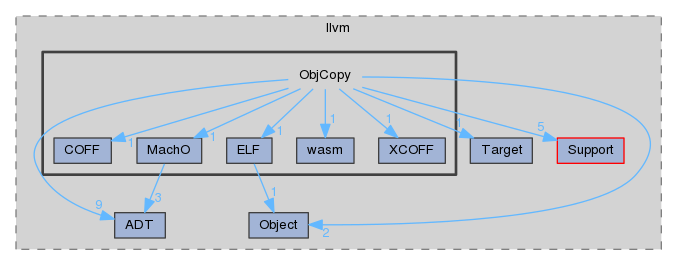 llvm
ObjCopy
1
1
1
1
1
1
5
COFF
MachO
ELF
wasm
XCOFF
Target
Support
9
3
1
2
ADT
Object